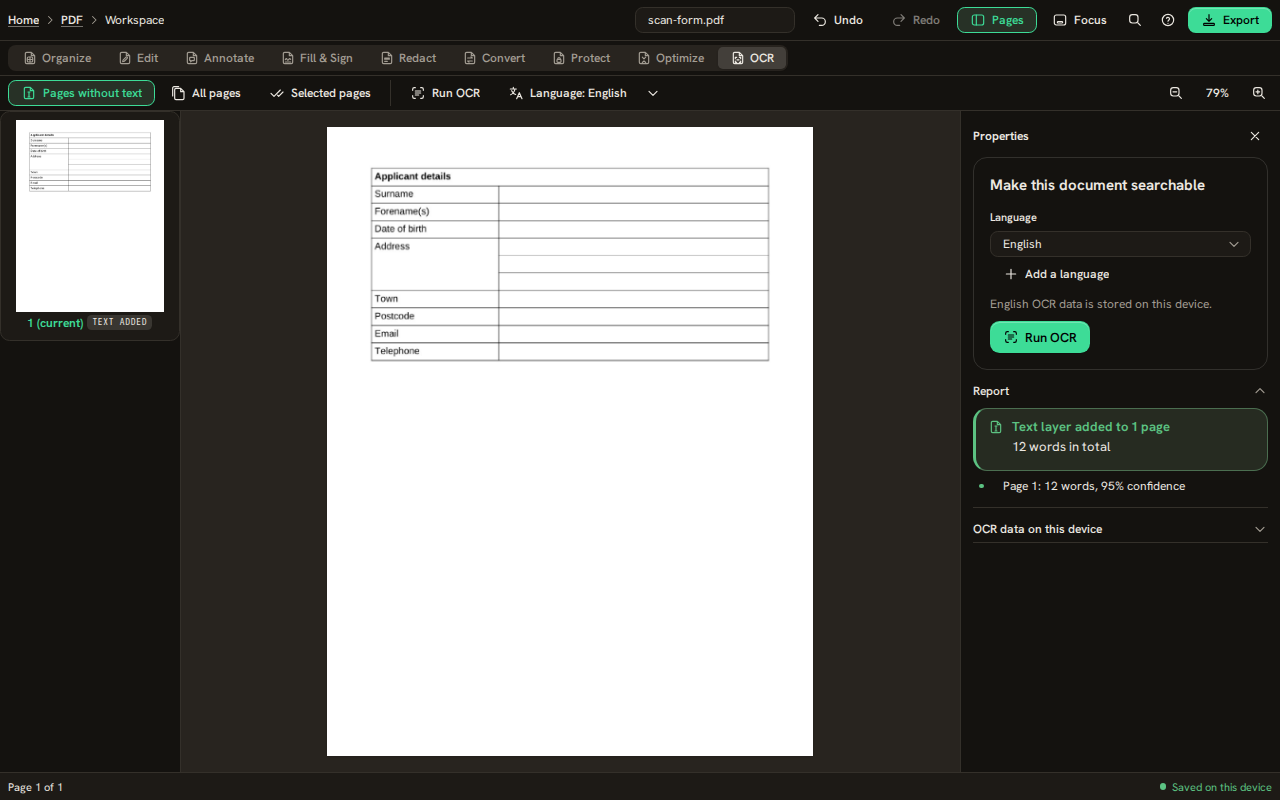 Home > PDF > Workspace
scan-form.pdf
Undo
Redo
Pages
Focus
Export
Organize
Edit
Annotate
Fill & Sign
Redact
Convert
Protect
Optimize
OCR
Pages without text
All pages
Selected pages
Run OCR
Language: English
79%
1 (current) TEXT ADDED
Applicant details
Surname
Forename(s)
Date of birth
Address
Town
Postcode
Email
Telephone
Properties
Make this document searchable
Language
English
Add a language
English OCR data is stored on this device.
Run OCR
Report
Text layer added to 1 page
12 words in total
Page 1: 12 words, 95% confidence
OCR data on this device
Page 1 of 1
Saved on this device